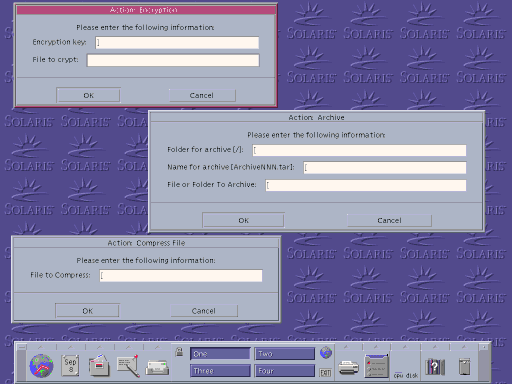 Action: Encryption
Please enter the following information:
Encryption key:
File to crypt:
OK Cancel
Action: Archive
Please enter the following information:
Folder for archive [/]:
Name for archive [ArchiveNNN.tar]:
File or Folder To Archive:
OK Cancel
Action: Compress File
Please enter the following information:
File to Compress:
OK Cancel
SOLARIS
Sep
8
One Two
Three Four
EXIT
cpu disk